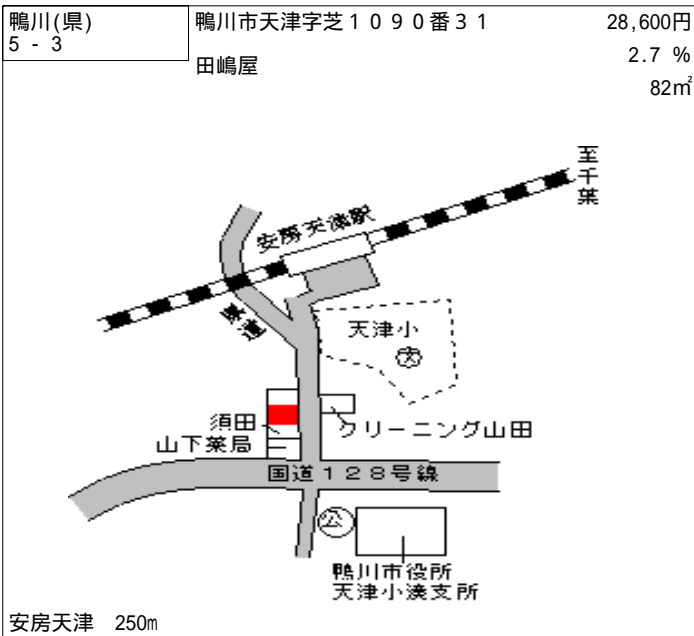 鴨川(県)
5 - 3
鴨川市天津字芝１０９０番３１
田嶋屋
28,600円
2.7 %
82㎡
至千葉
安房天津駅
県道
天津小
文
須田
クリーニング山田
山下薬局
国道１２８号線
公
鴨川市役所
天津小湊支所
安房天津 250m